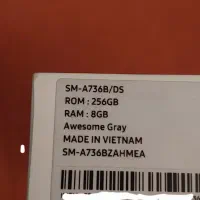 SM-A736B/DS
ROM : 256GB
RAM : 8GB
Awesome Gray
MADE IN VIETNAM
SM-A736BZAHMEA